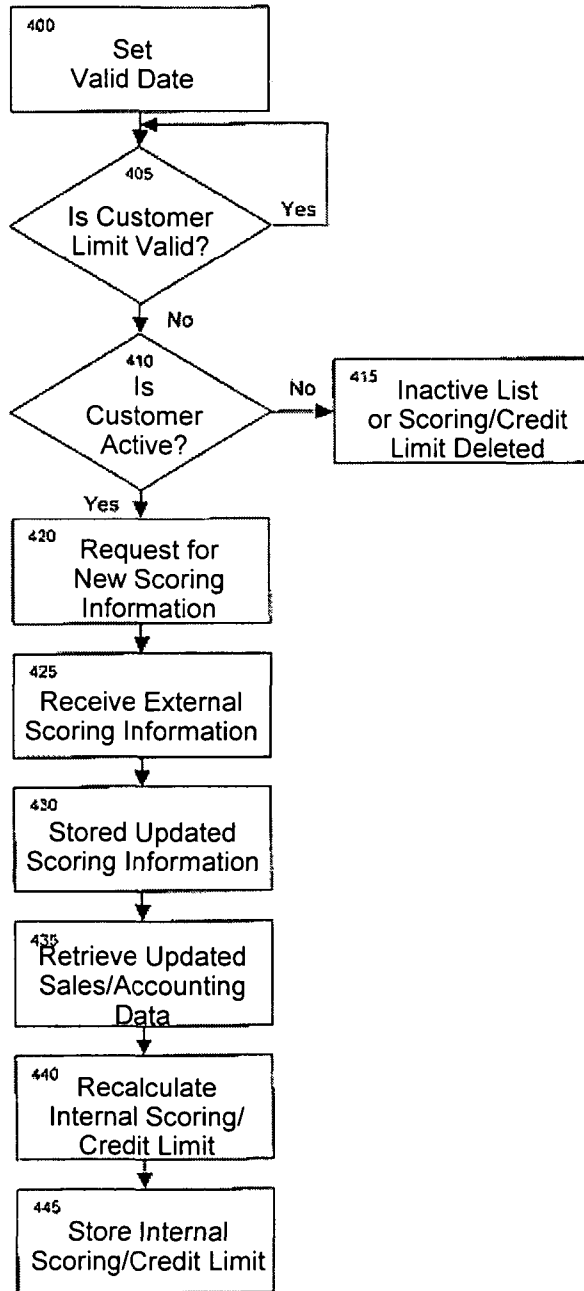 400
Set
Valid Date
405
Is Customer
Limit Valid?
Yes
No
410
Is
Customer
Active?
No
415
Inactive List
or Scoring/Credit
Limit Deleted
Yes
420
Request for
New Scoring
Information
425
Receive External
Scoring Information
430
Stored Updated
Scoring Information
435
Retrieve Updated
Sales/Accounting
Data
440
Recalculate
Internal Scoring/
Credit Limit
445
Store Internal
Scoring/Credit Limit